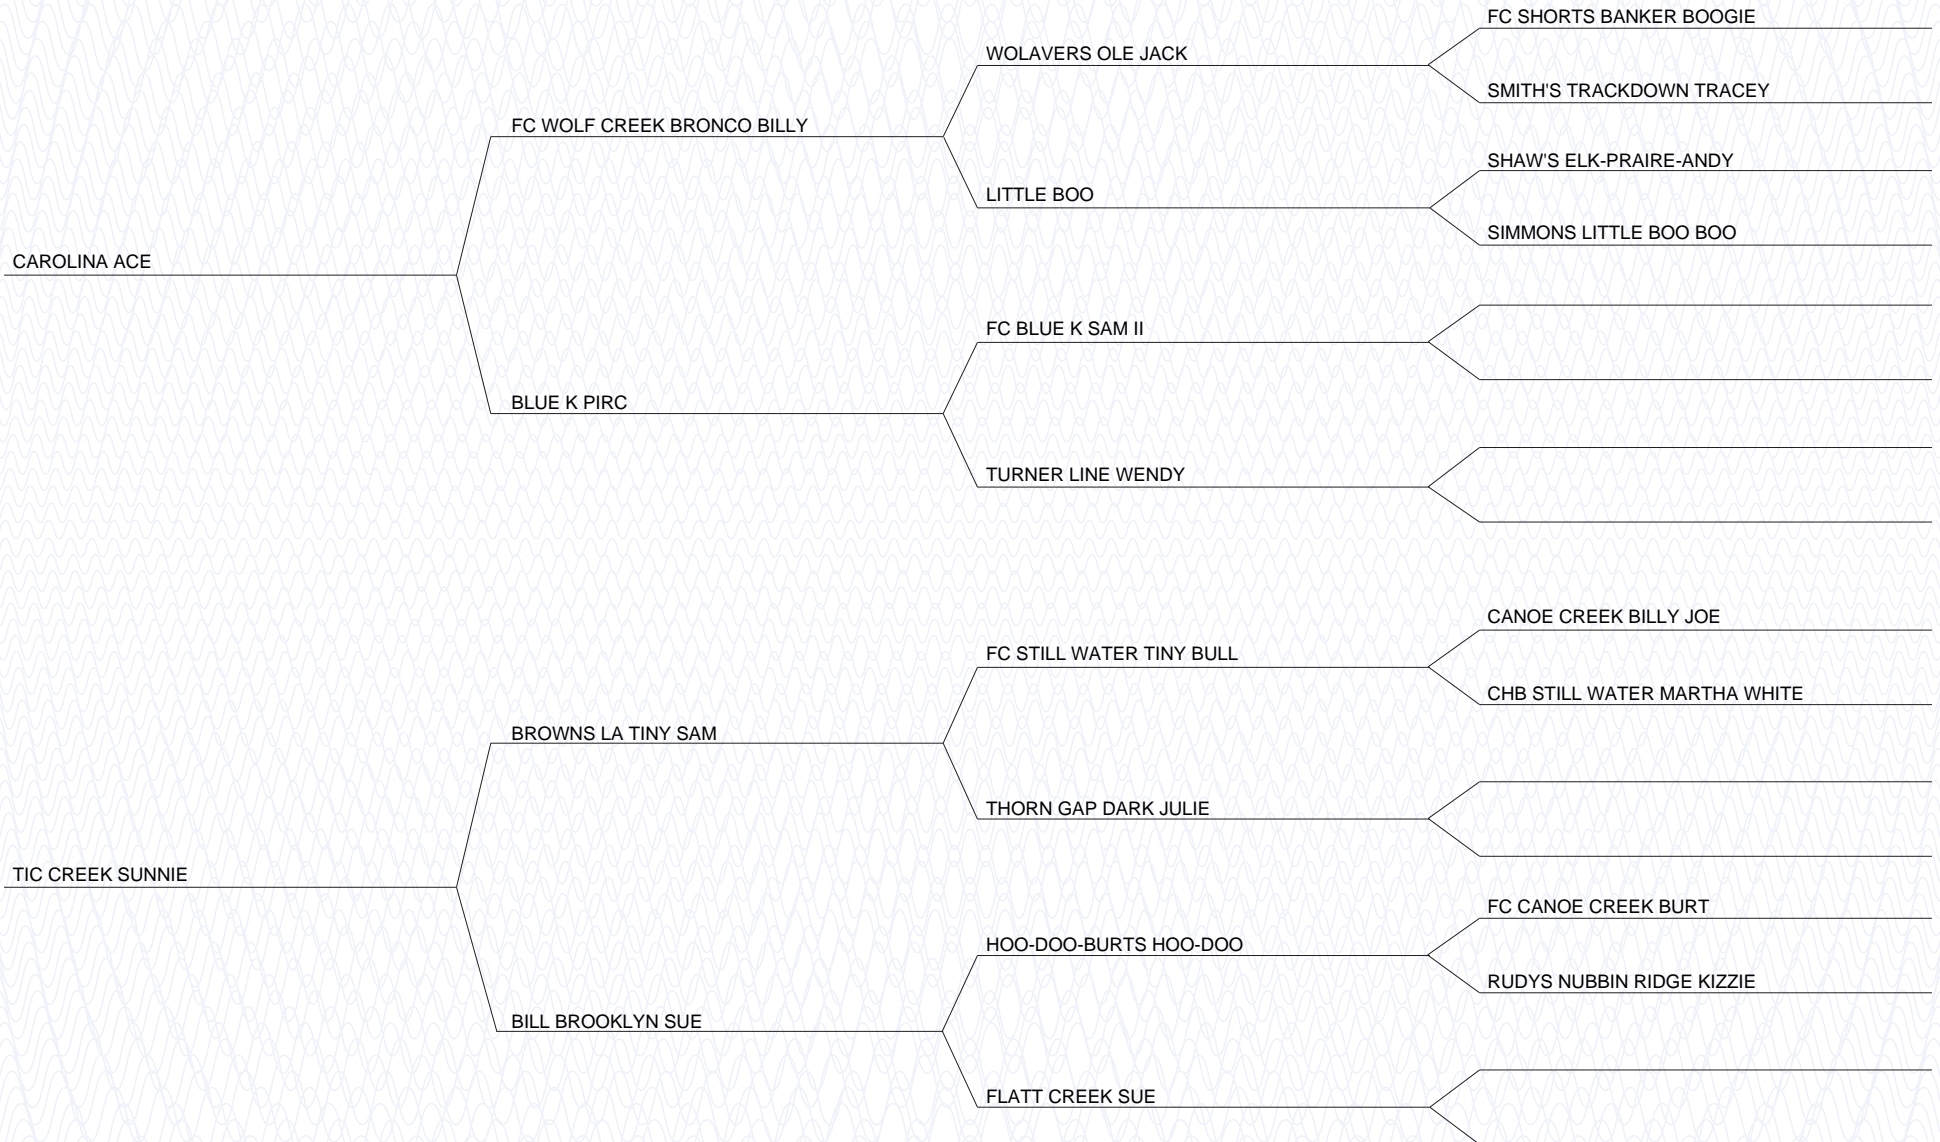 FC SHORTS BANKER BOOGIE
WOLAVERS OLE JACK
SMITH'S TRACKDOWN TRACEY
FC WOLF CREEK BRONCO BILLY
SHAW'S ELK-PRAIRE-ANDY
LITTLE BOO
SIMMONS LITTLE BOO BOO
CAROLINA ACE
FC BLUE K SAM II
BLUE K PIRC
TURNER LINE WENDY
CANOE CREEK BILLY JOE
FC STILL WATER TINY BULL
CHB STILL WATER MARTHA WHITE
BROWNS LA TINY SAM
THORN GAP DARK JULIE
TIC CREEK SUNNIE
FC CANOE CREEK BURT
HOO-DOO-BURTS HOO-DOO
RUDYS NUBBIN RIDGE KIZZIE
BILL BROOKLYN SUE
FLATT CREEK SUE